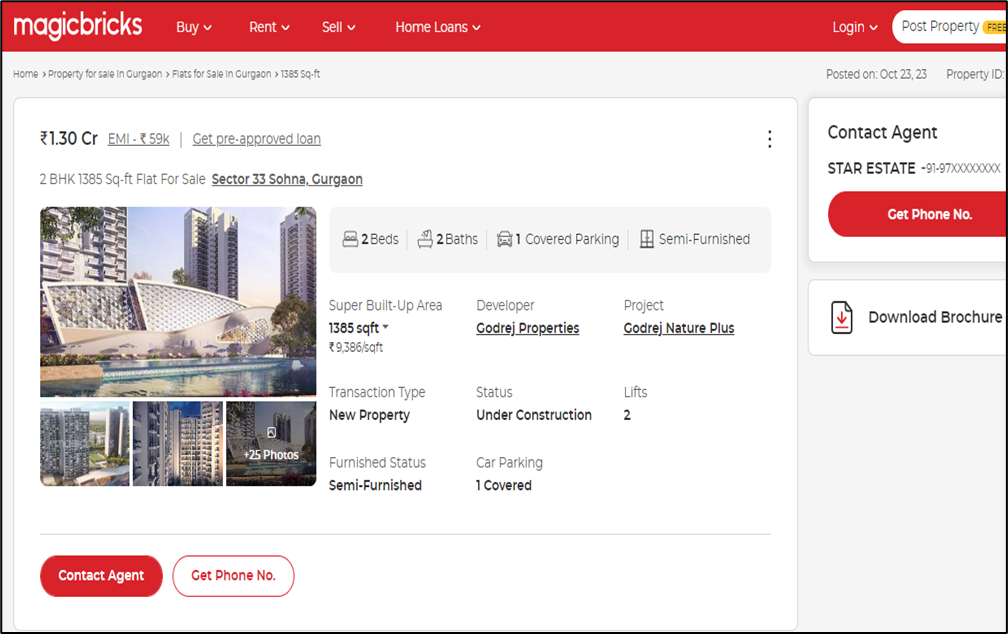 magicbricks Buy Rent Sell Home Loans Login Post Property FREE
Home > Property for sale In Gurgaon > Flats for Sale In Gurgaon > 1385 Sq-ft Posted on: Oct 23, 23 Property ID:
₹1.30 Cr EMI - ₹ 59k | Get pre-approved loan
2 BHK 1385 Sq-ft Flat For Sale Sector 33 Sohna, Gurgaon
2 Beds 2 Baths 1 Covered Parking Semi-Furnished
Super Built-Up Area Developer Project
1385 sqft Godrej Properties Godrej Nature Plus
₹9,386/sqft
Transaction Type Status Lifts
New Property Under Construction 2
+25 Photos
Furnished Status Car Parking
Semi-Furnished 1 Covered
Contact Agent Get Phone No.
Contact Agent
STAR ESTATE +91-97XXXXXXXX
Get Phone No.
Download Brochure